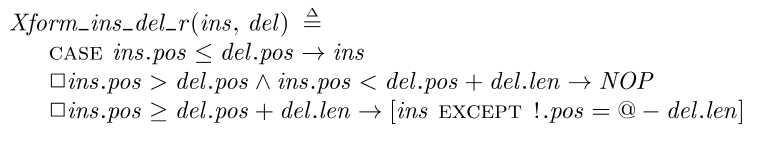 Xform_ins_del_r(ins, del) ≜
CASE ins.pos ≤ del.pos → ins
□ins.pos > del.pos ∧ ins.pos < del.pos + del.len → NOP
□ins.pos ≥ del.pos + del.len → [ins EXCEPT !.pos = @ − del.len]